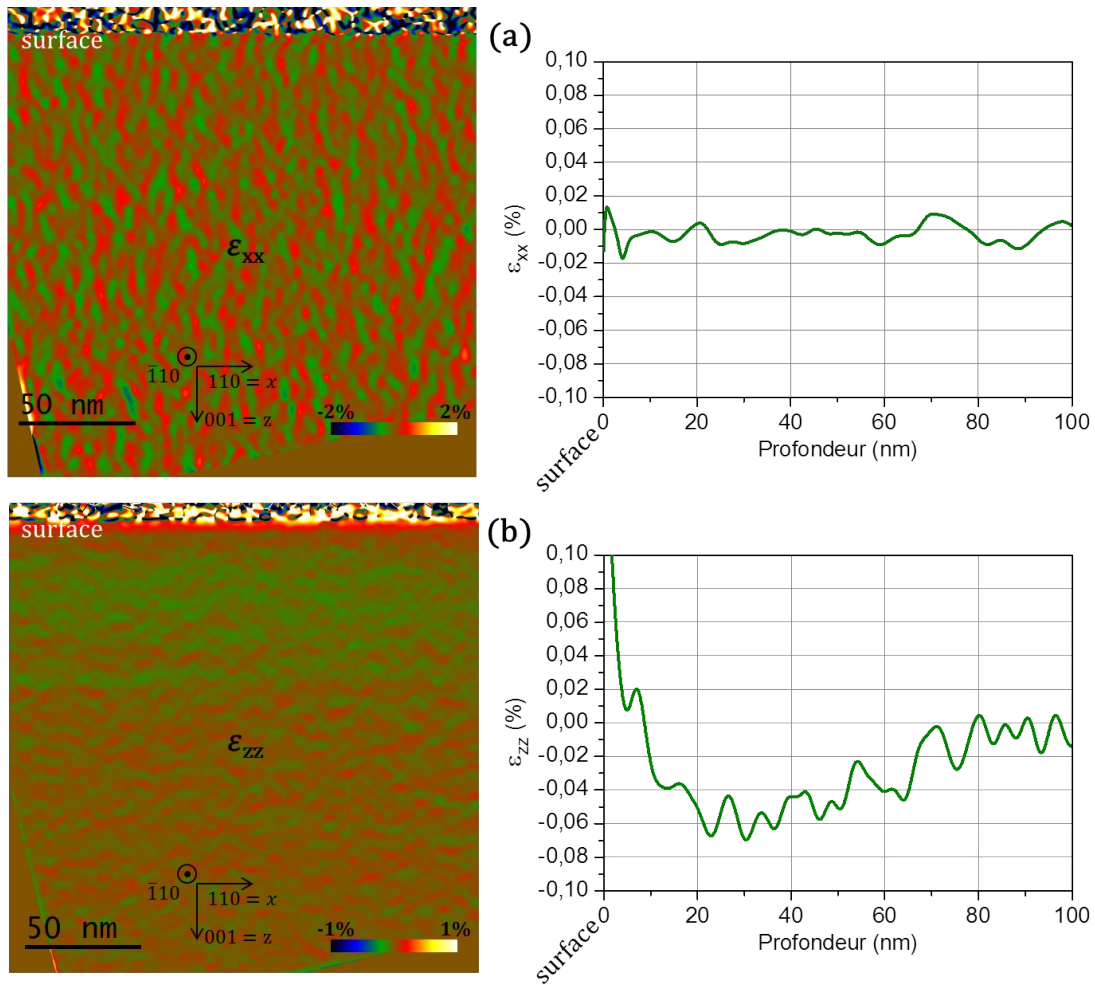 surface
(a)
ε_xx
1̅10
110 = x
001 = z
50 nm
-2%
2%
0,10
0,08
0,06
0,04
0,02
0,00
-0,02
-0,04
-0,06
-0,08
-0,10
ε_xx (%)
0
20
40
60
80
100
surface
Profondeur (nm)
surface
(b)
ε_zz
1̅10
110 = x
001 = z
50 nm
-1%
1%
0,10
0,08
0,06
0,04
0,02
0,00
-0,02
-0,04
-0,06
-0,08
-0,10
ε_zz (%)
0
20
40
60
80
100
surface
Profondeur (nm)